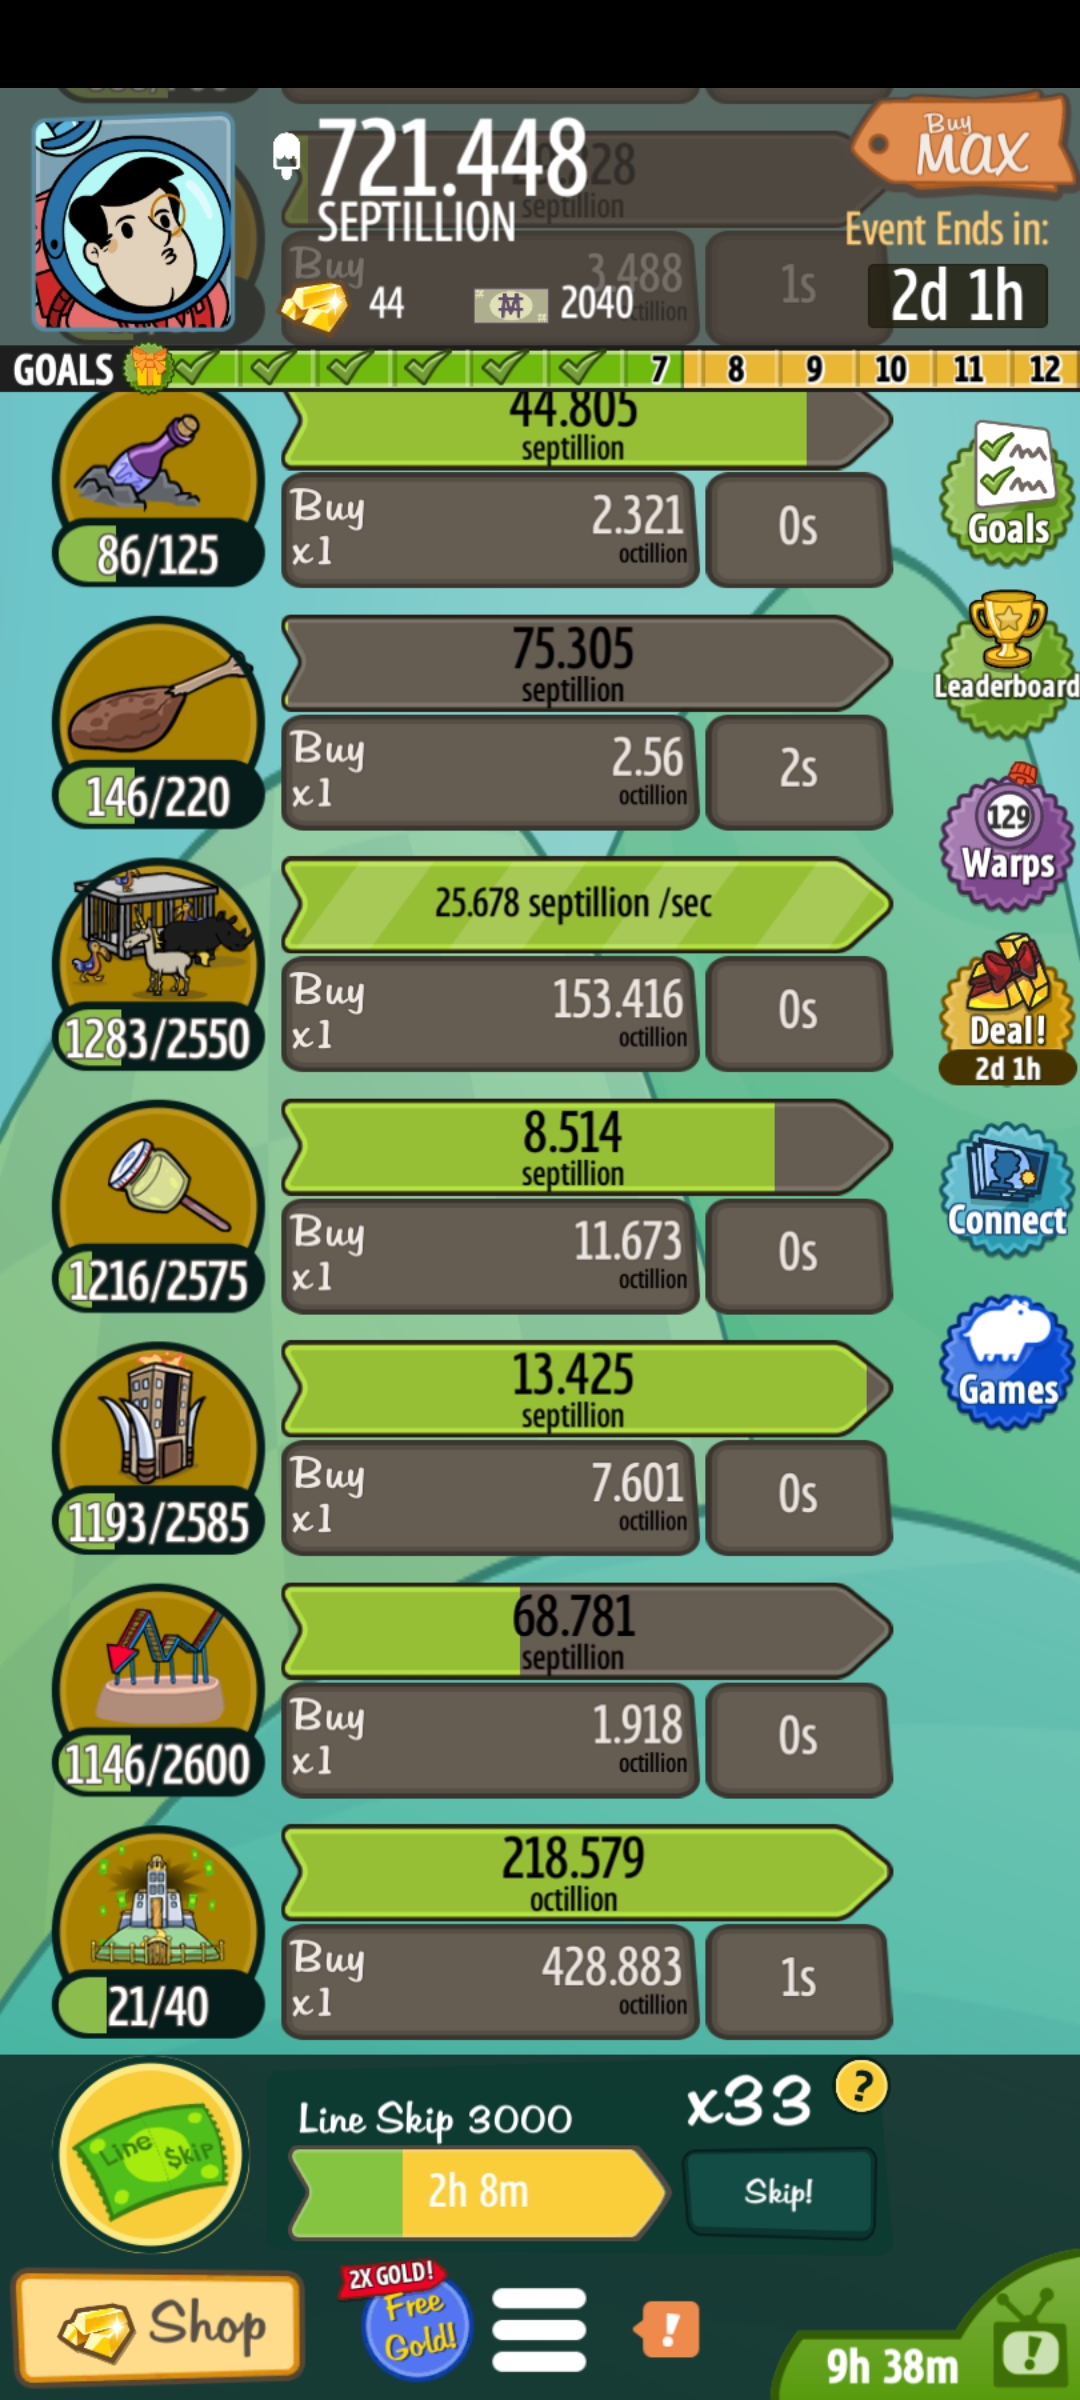 721.448
SEPTILLION
Buy
MAX
Event Ends in:
2d 1h
septillion
Buy
3.488
1s
44
2040
GOALS
7 8 9 10 11 12
44.805
septillion
86/125
Buy
x1
2.321
octillion
0s
Goals
75.305
septillion
146/220
Buy
x1
2.56
octillion
2s
Leaderboard
129
Warps
25.678 septillion /sec
1283/2550
Buy
x1
153.416
octillion
0s
Deal!
2d 1h
8.514
septillion
1216/2575
Buy
x1
11.673
octillion
0s
Connect
13.425
septillion
1193/2585
Buy
x1
7.601
octillion
0s
Games
68.781
septillion
1146/2600
Buy
x1
1.918
octillion
0s
218.579
octillion
21/40
Buy
x1
428.883
octillion
1s
Line $kip
Line Skip 3000
2h 8m
x33
?
Skip!
Shop
2X GOLD!
Free
Gold!
!
9h 38m
!